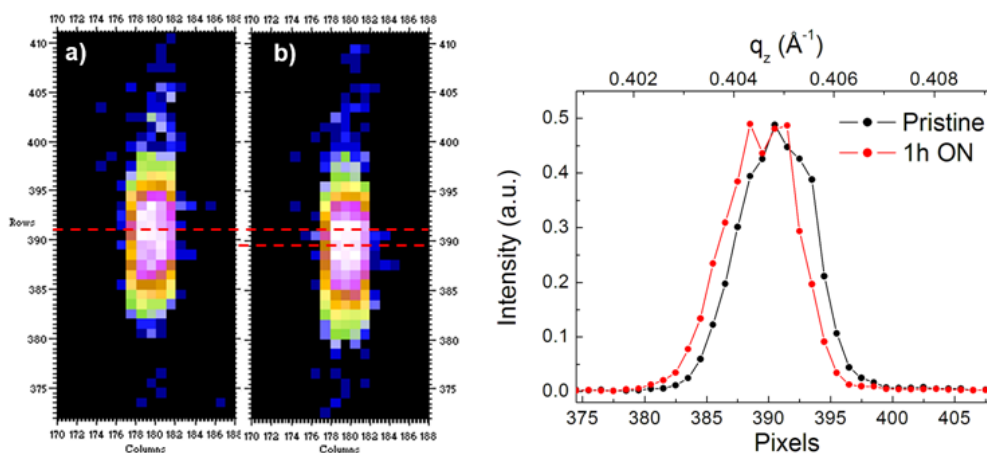 170 172 174 176 178 180 182 184 186 188 170 172 174 176 178 180 182 184 186 188
a)
b)
410 410
405 405
400 400
395 395
Rows
390 390
385 385
380 380
375 375
170 172 174 176 178 180 182 184 186 188 170 172 174 176 178 180 182 184 186 188
Columns Columns
q_z (Å⁻¹)
0.402 0.404 0.406 0.408
Pristine
1h ON
Intensity (a.u.)
0.5
0.4
0.3
0.2
0.1
0.0
375 385 390 395 400 405
Pixels